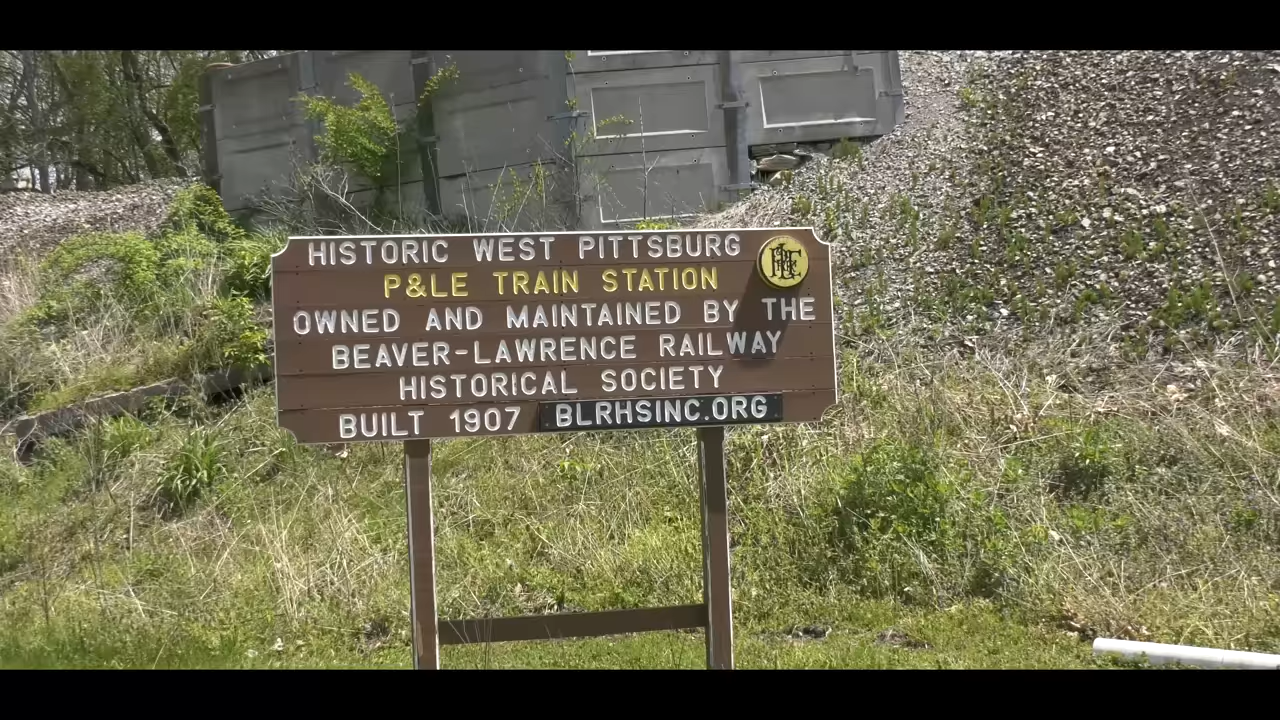 HISTORIC WEST PITTSBURG
P&LE TRAIN STATION
OWNED AND MAINTAINED BY THE
BEAVER-LAWRENCE RAILWAY
HISTORICAL SOCIETY
BUILT 1907 BLRHSINC.ORG